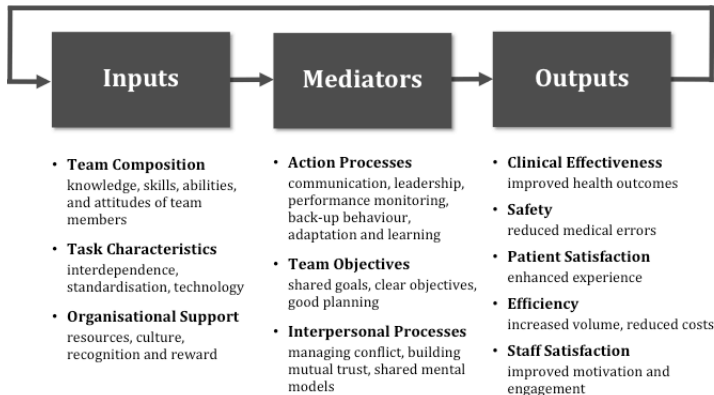 Inputs
Mediators
Outputs
• Team Composition
knowledge, skills, abilities,
and attitudes of team
members
• Task Characteristics
interdependence,
standardisation, technology
• Organisational Support
resources, culture,
recognition and reward
• Action Processes
communication, leadership,
performance monitoring,
back-up behaviour,
adaptation and learning
• Team Objectives
shared goals, clear objectives,
good planning
• Interpersonal Processes
managing conflict, building
mutual trust, shared mental
models
• Clinical Effectiveness
improved health outcomes
• Safety
reduced medical errors
• Patient Satisfaction
enhanced experience
• Efficiency
increased volume, reduced costs
• Staff Satisfaction
improved motivation and
engagement